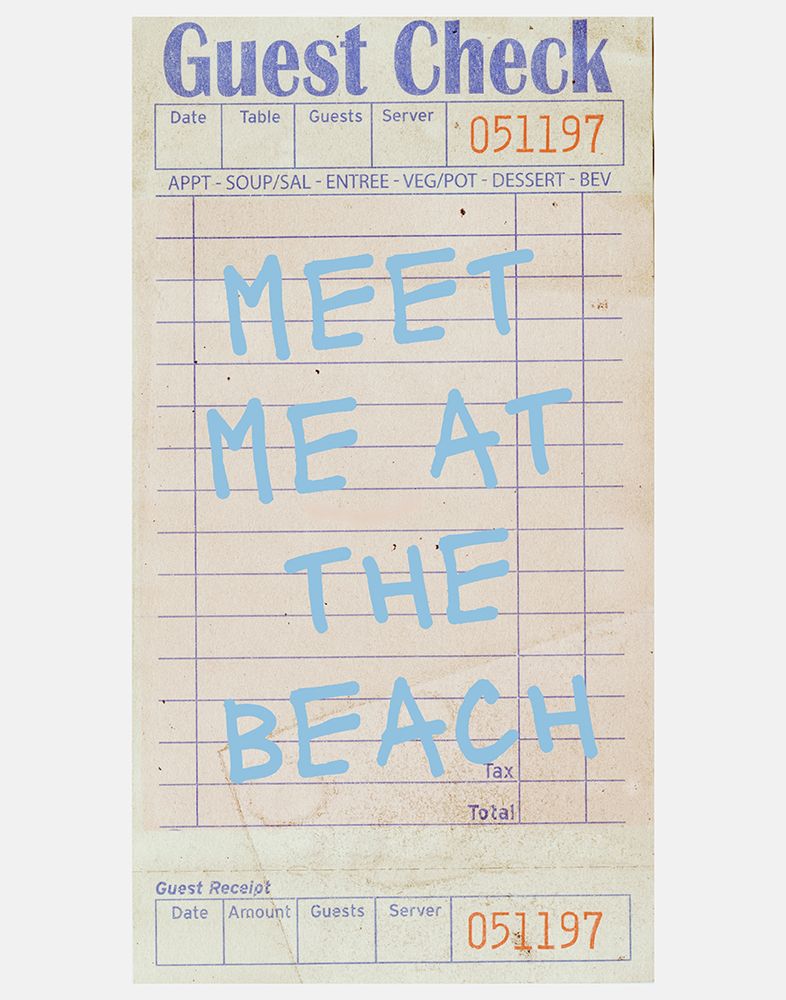 Guest Check
Date Table Guests Server 051197
APPT - SOUP/SAL - ENTREE - VEG/POT - DESSERT - BEV
MEET
ME AT
THE
BEACH
Tax
Total
Guest Receipt
Date Amount Guests Server 051197